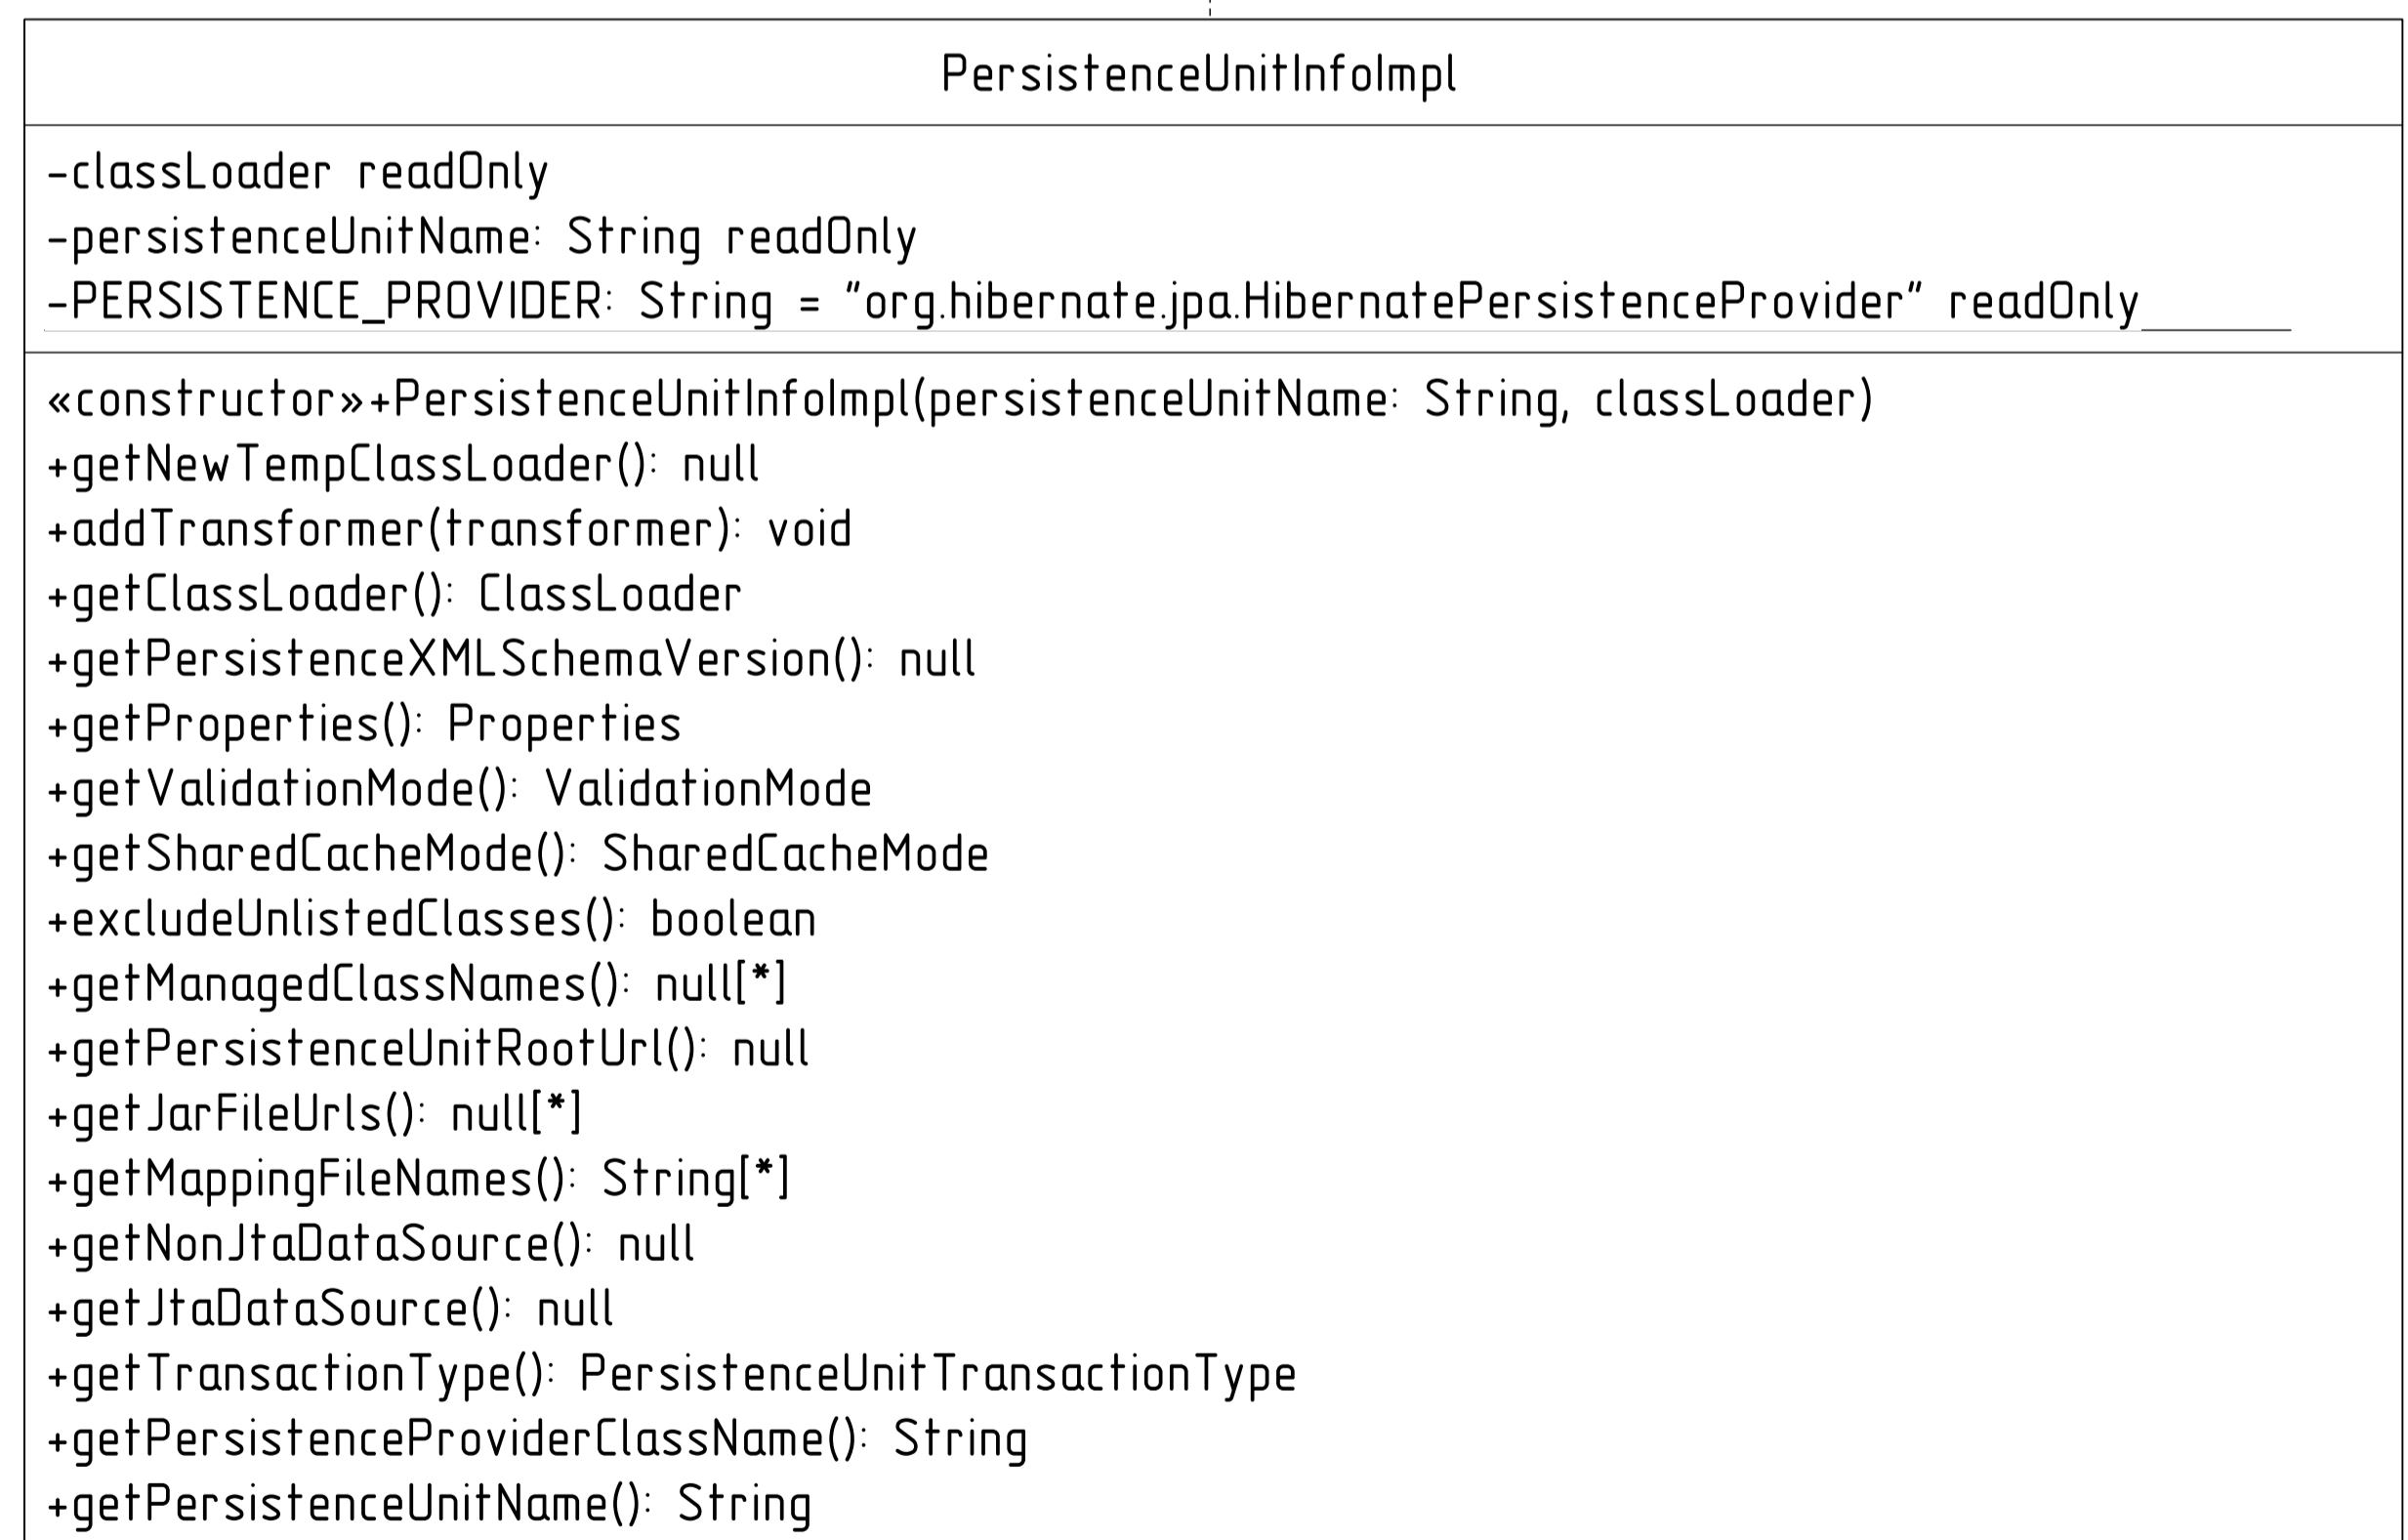 PersistenceUnitInfoImpl
-classLoader readOnly
-persistenceUnitName: String readOnly
-PERSISTENCE_PROVIDER: String = "org.hibernate.jpa.HibernatePersistenceProvider" readOnly
«constructor»+PersistenceUnitInfoImpl(persistenceUnitName: String, classLoader)
+getNewTempClassLoader(): null
+addTransformer(transformer): void
+getClassLoader(): ClassLoader
+getPersistenceXMLSchemaVersion(): null
+getProperties(): Properties
+getValidationMode(): ValidationMode
+getSharedCacheMode(): SharedCacheMode
+excludeUnlistedClasses(): boolean
+getManagedClassNames(): null[*]
+getPersistenceUnitRootUrl(): null
+getJarFileUrls(): null[*]
+getMappingFileNames(): String[*]
+getNonJtaDataSource(): null
+getJtaDataSource(): null
+getTransactionType(): PersistenceUnitTransactionType
+getPersistenceProviderClassName(): String
+getPersistenceUnitName(): String